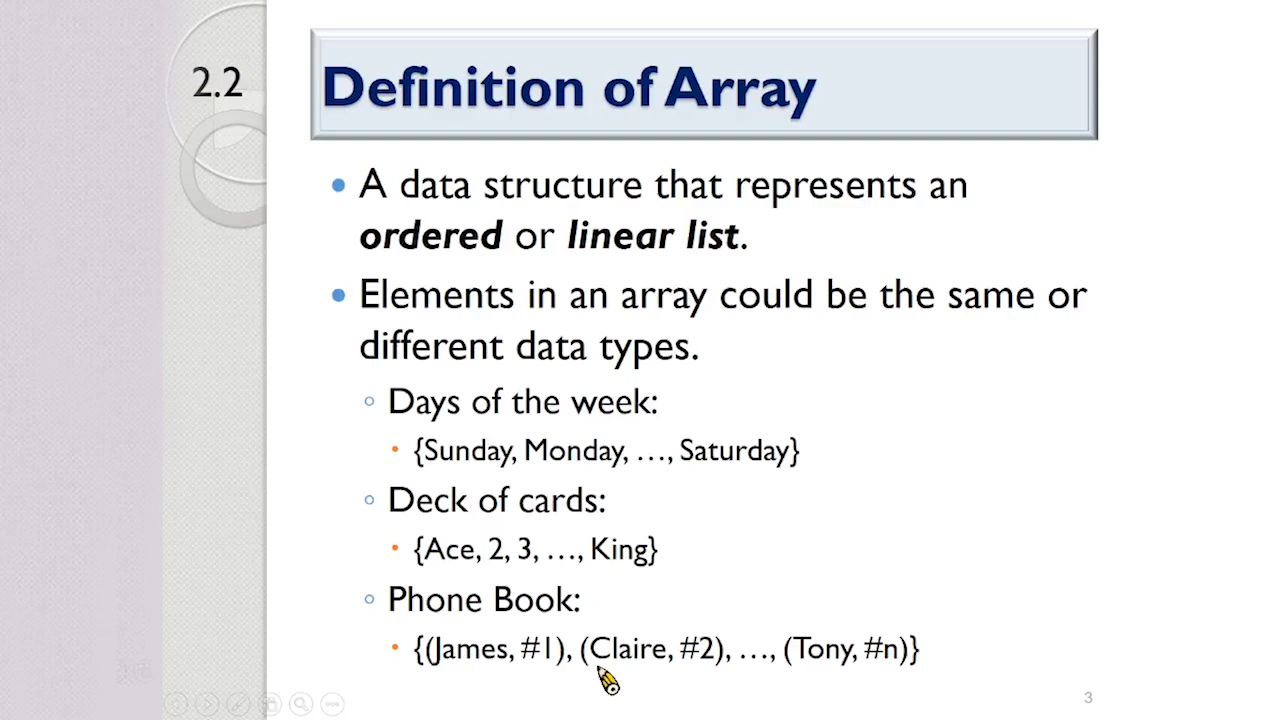 2.2
Definition of Array
• A data structure that represents an
ordered or linear list.
• Elements in an array could be the same or
different data types.
◦ Days of the week:
• {Sunday, Monday, …, Saturday}
◦ Deck of cards:
• {Ace, 2, 3, …, King}
◦ Phone Book:
• {(James, #1), (Claire, #2), …, (Tony, #n)}
3